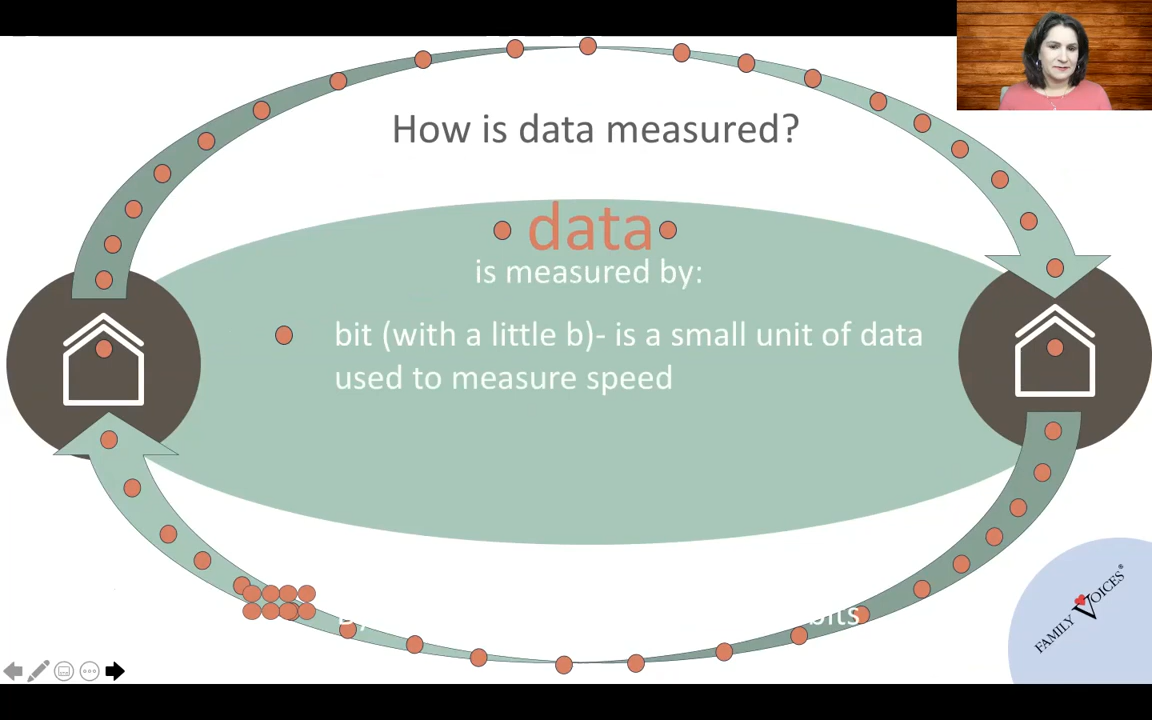 How is data measured?
data
is measured by:
bit (with a little b)- is a small unit of data
used to measure speed
bits
FAMILY VOICES®